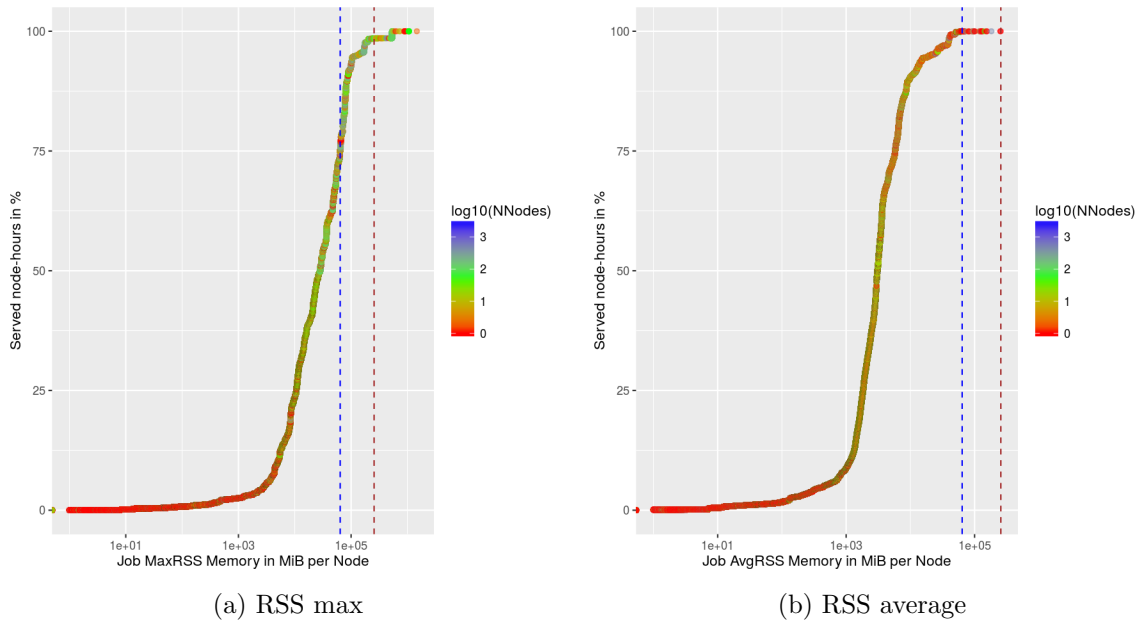 100
75
50
25
0
Served node-hours in %
1e+01 1e+03 1e+05
Job MaxRSS Memory in MiB per Node
log10(NNodes)
3
2
1
0
(a) RSS max
100
75
50
25
0
Served node-hours in %
1e+01 1e+03 1e+05
Job AvgRSS Memory in MiB per Node
log10(NNodes)
3
2
1
0
(b) RSS average